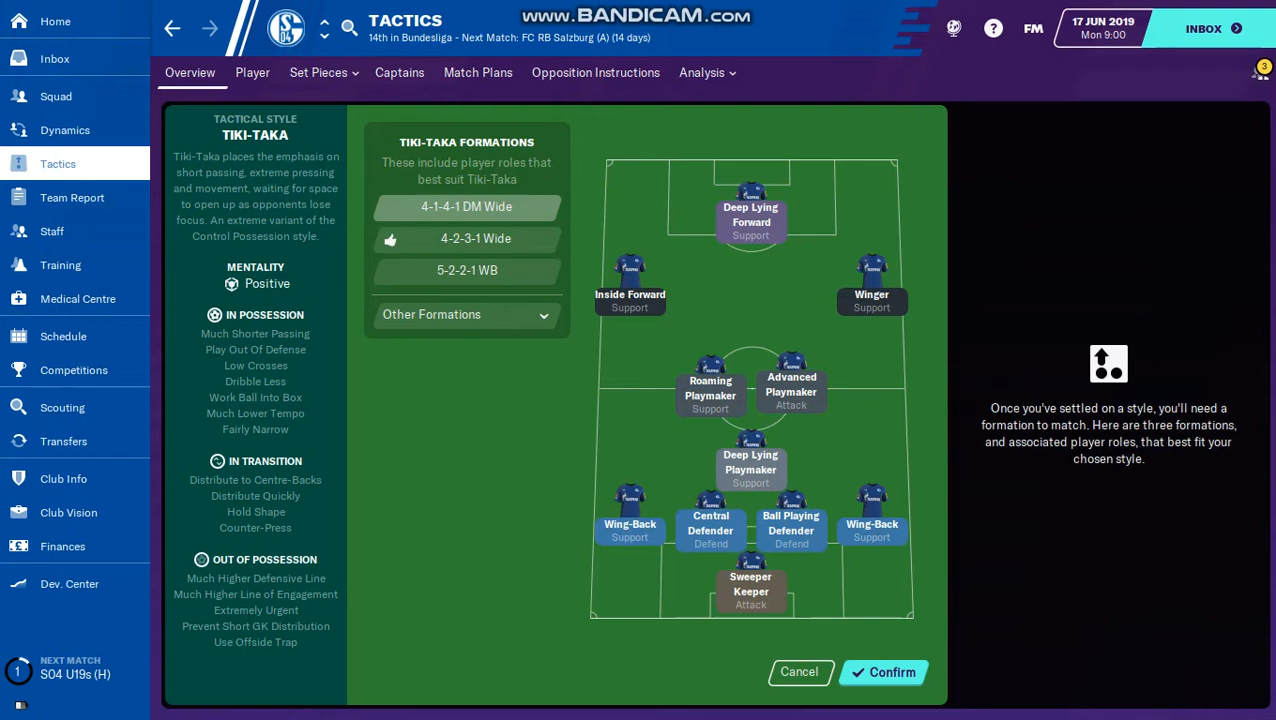 www.BANDICAM.com
TACTICS
14th in Bundesliga - Next Match: FC RB Salzburg (A) (14 days)
FM
17 JUN 2019
Mon 9:00
INBOX
3
Overview
Player
Set Pieces
Captains
Match Plans
Opposition Instructions
Analysis
Home
Inbox
Squad
Dynamics
Tactics
Team Report
Staff
Training
Medical Centre
Schedule
Competitions
Scouting
Transfers
Club Info
Club Vision
Finances
Dev. Center
1
NEXT MATCH
S04 U19s (H)
TACTICAL STYLE
TIKI-TAKA
Tiki-Taka places the emphasis on
short passing, extreme pressing
and movement, waiting for space
to open up as opponents lose
focus. An extreme variant of the
Control Possession style.
MENTALITY
Positive
IN POSSESSION
Much Shorter Passing
Play Out Of Defense
Low Crosses
Dribble Less
Work Ball Into Box
Much Lower Tempo
Fairly Narrow
IN TRANSITION
Distribute to Centre-Backs
Distribute Quickly
Hold Shape
Counter-Press
OUT OF POSSESSION
Much Higher Defensive Line
Much Higher Line of Engagement
Extremely Urgent
Prevent Short GK Distribution
Use Offside Trap
TIKI-TAKA FORMATIONS
These include player roles that
best suit Tiki-Taka
4-1-4-1 DM Wide
4-2-3-1 Wide
5-2-2-1 WB
Other Formations
Deep Lying
Forward
Support
Inside Forward
Support
Winger
Support
Roaming
Playmaker
Support
Advanced
Playmaker
Attack
Deep Lying
Playmaker
Support
Wing-Back
Support
Central
Defender
Defend
Ball Playing
Defender
Defend
Wing-Back
Support
Sweeper
Keeper
Attack
Cancel
Confirm
Once you've settled on a style, you'll need a
formation to match. Here are three formations,
and associated player roles, that best fit your
chosen style.